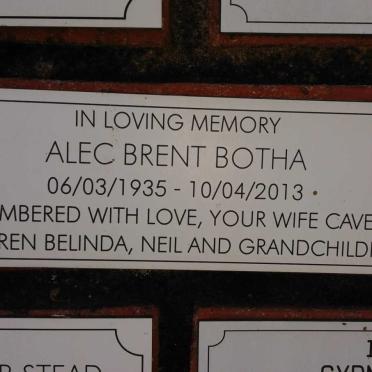 IN LOVING MEMORY
ALEC BRENT BOTHA
06/03/1935 - 10/04/2013
MBERED WITH LOVE, YOUR WIFE CAVE
REN BELINDA, NEIL AND GRANDCHILD
STEAD